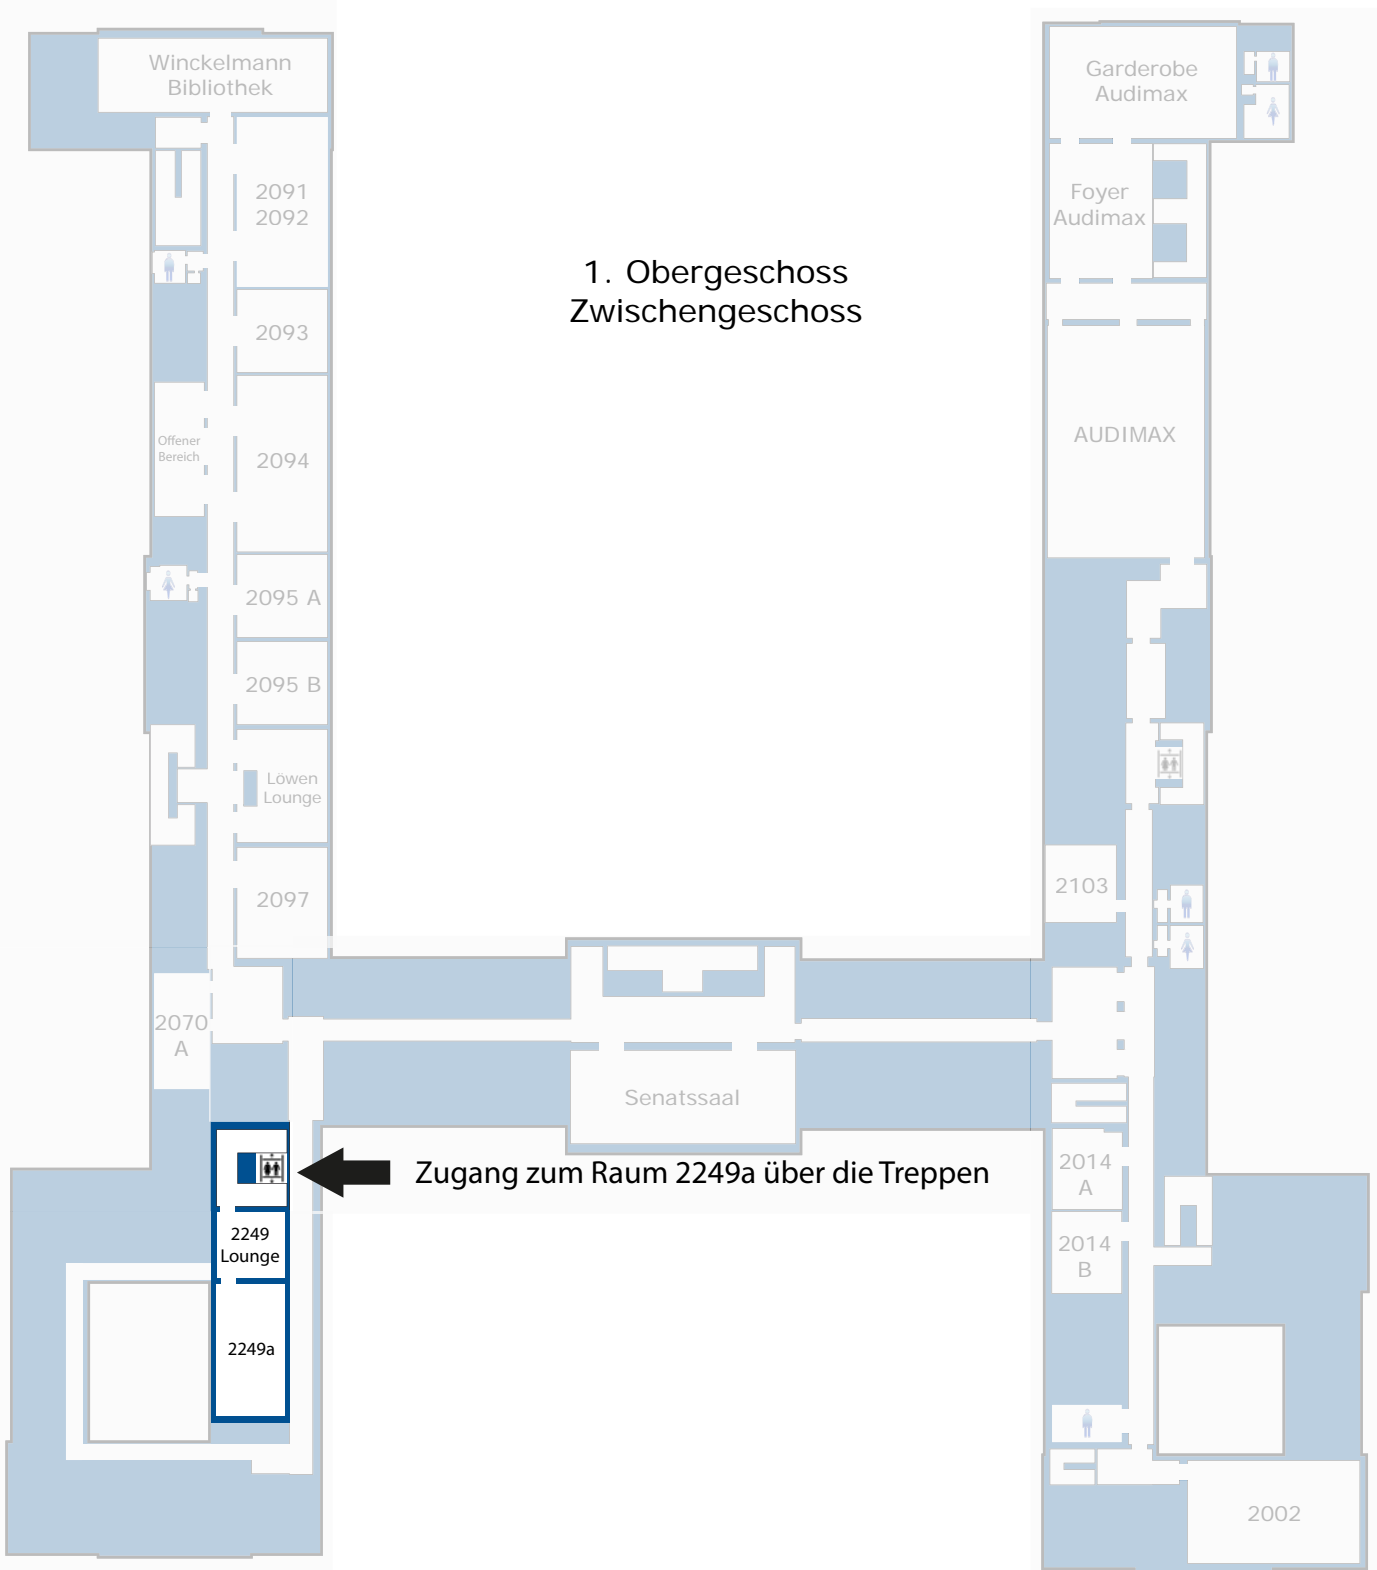 Winckelmann
Bibliothek
2091
2092
2093
Offener
Bereich
2094
2095 A
2095 B
Löwen
Lounge
2097
2070
A
1. Obergeschoss
Zwischengeschoss
Senatssaal
Zugang zum Raum 2249a über die Treppen
2249
Lounge
2249a
Garderobe
Audimax
Foyer
Audimax
AUDIMAX
2103
2014
A
2014
B
2002